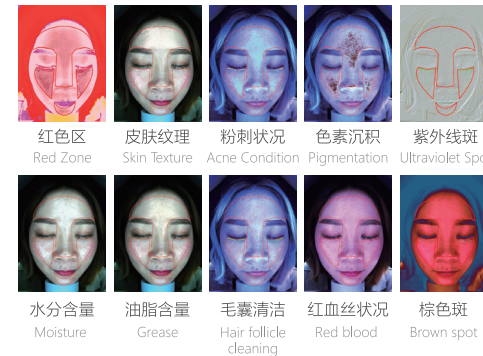 红色区 皮肤纹理 粉刺状况 色素沉积 紫外线斑
Red Zone Skin Texture Acne Condition Pigmentation Ultraviolet
水分含量 油脂含量 毛囊清洁 红血丝状况 棕色斑
Moisture Grease Hair follicle Red blood Brown spot
cleaning